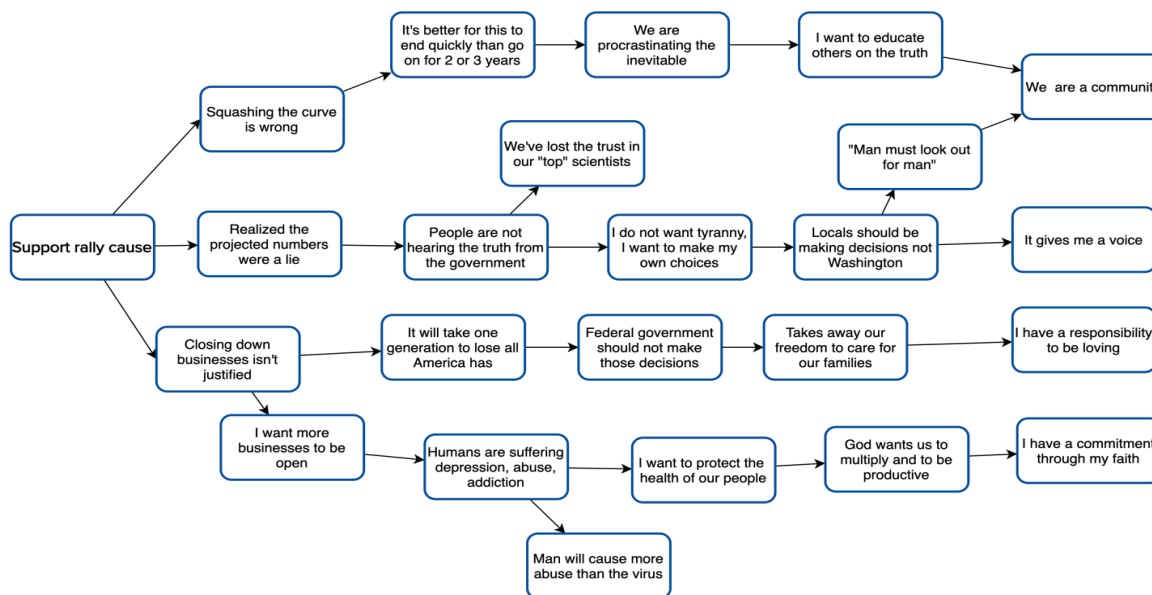 It's better for this to
end quickly than go
on for 2 or 3 years
We are
procrastinating the
inevitable
I want to educate
others on the truth
We are a communit
Squashing the curve
is wrong
We've lost the trust in
our "top" scientists
"Man must look out
for man"
Support rally cause
Realized the
projected numbers
were a lie
People are not
hearing the truth from
the government
I do not want tyranny,
I want to make my
own choices
Locals should be
making decisions not
Washington
It gives me a voice
Closing down
businesses isn't
justified
It will take one
generation to lose all
America has
Federal government
should not make
those decisions
Takes away our
freedom to care for
our families
I have a responsibility
to be loving
I want more
businesses to be
open
Humans are suffering
depression, abuse,
addiction
I want to protect the
health of our people
God wants us to
multiply and to be
productive
I have a commitment
through my faith
Man will cause more
abuse than the virus